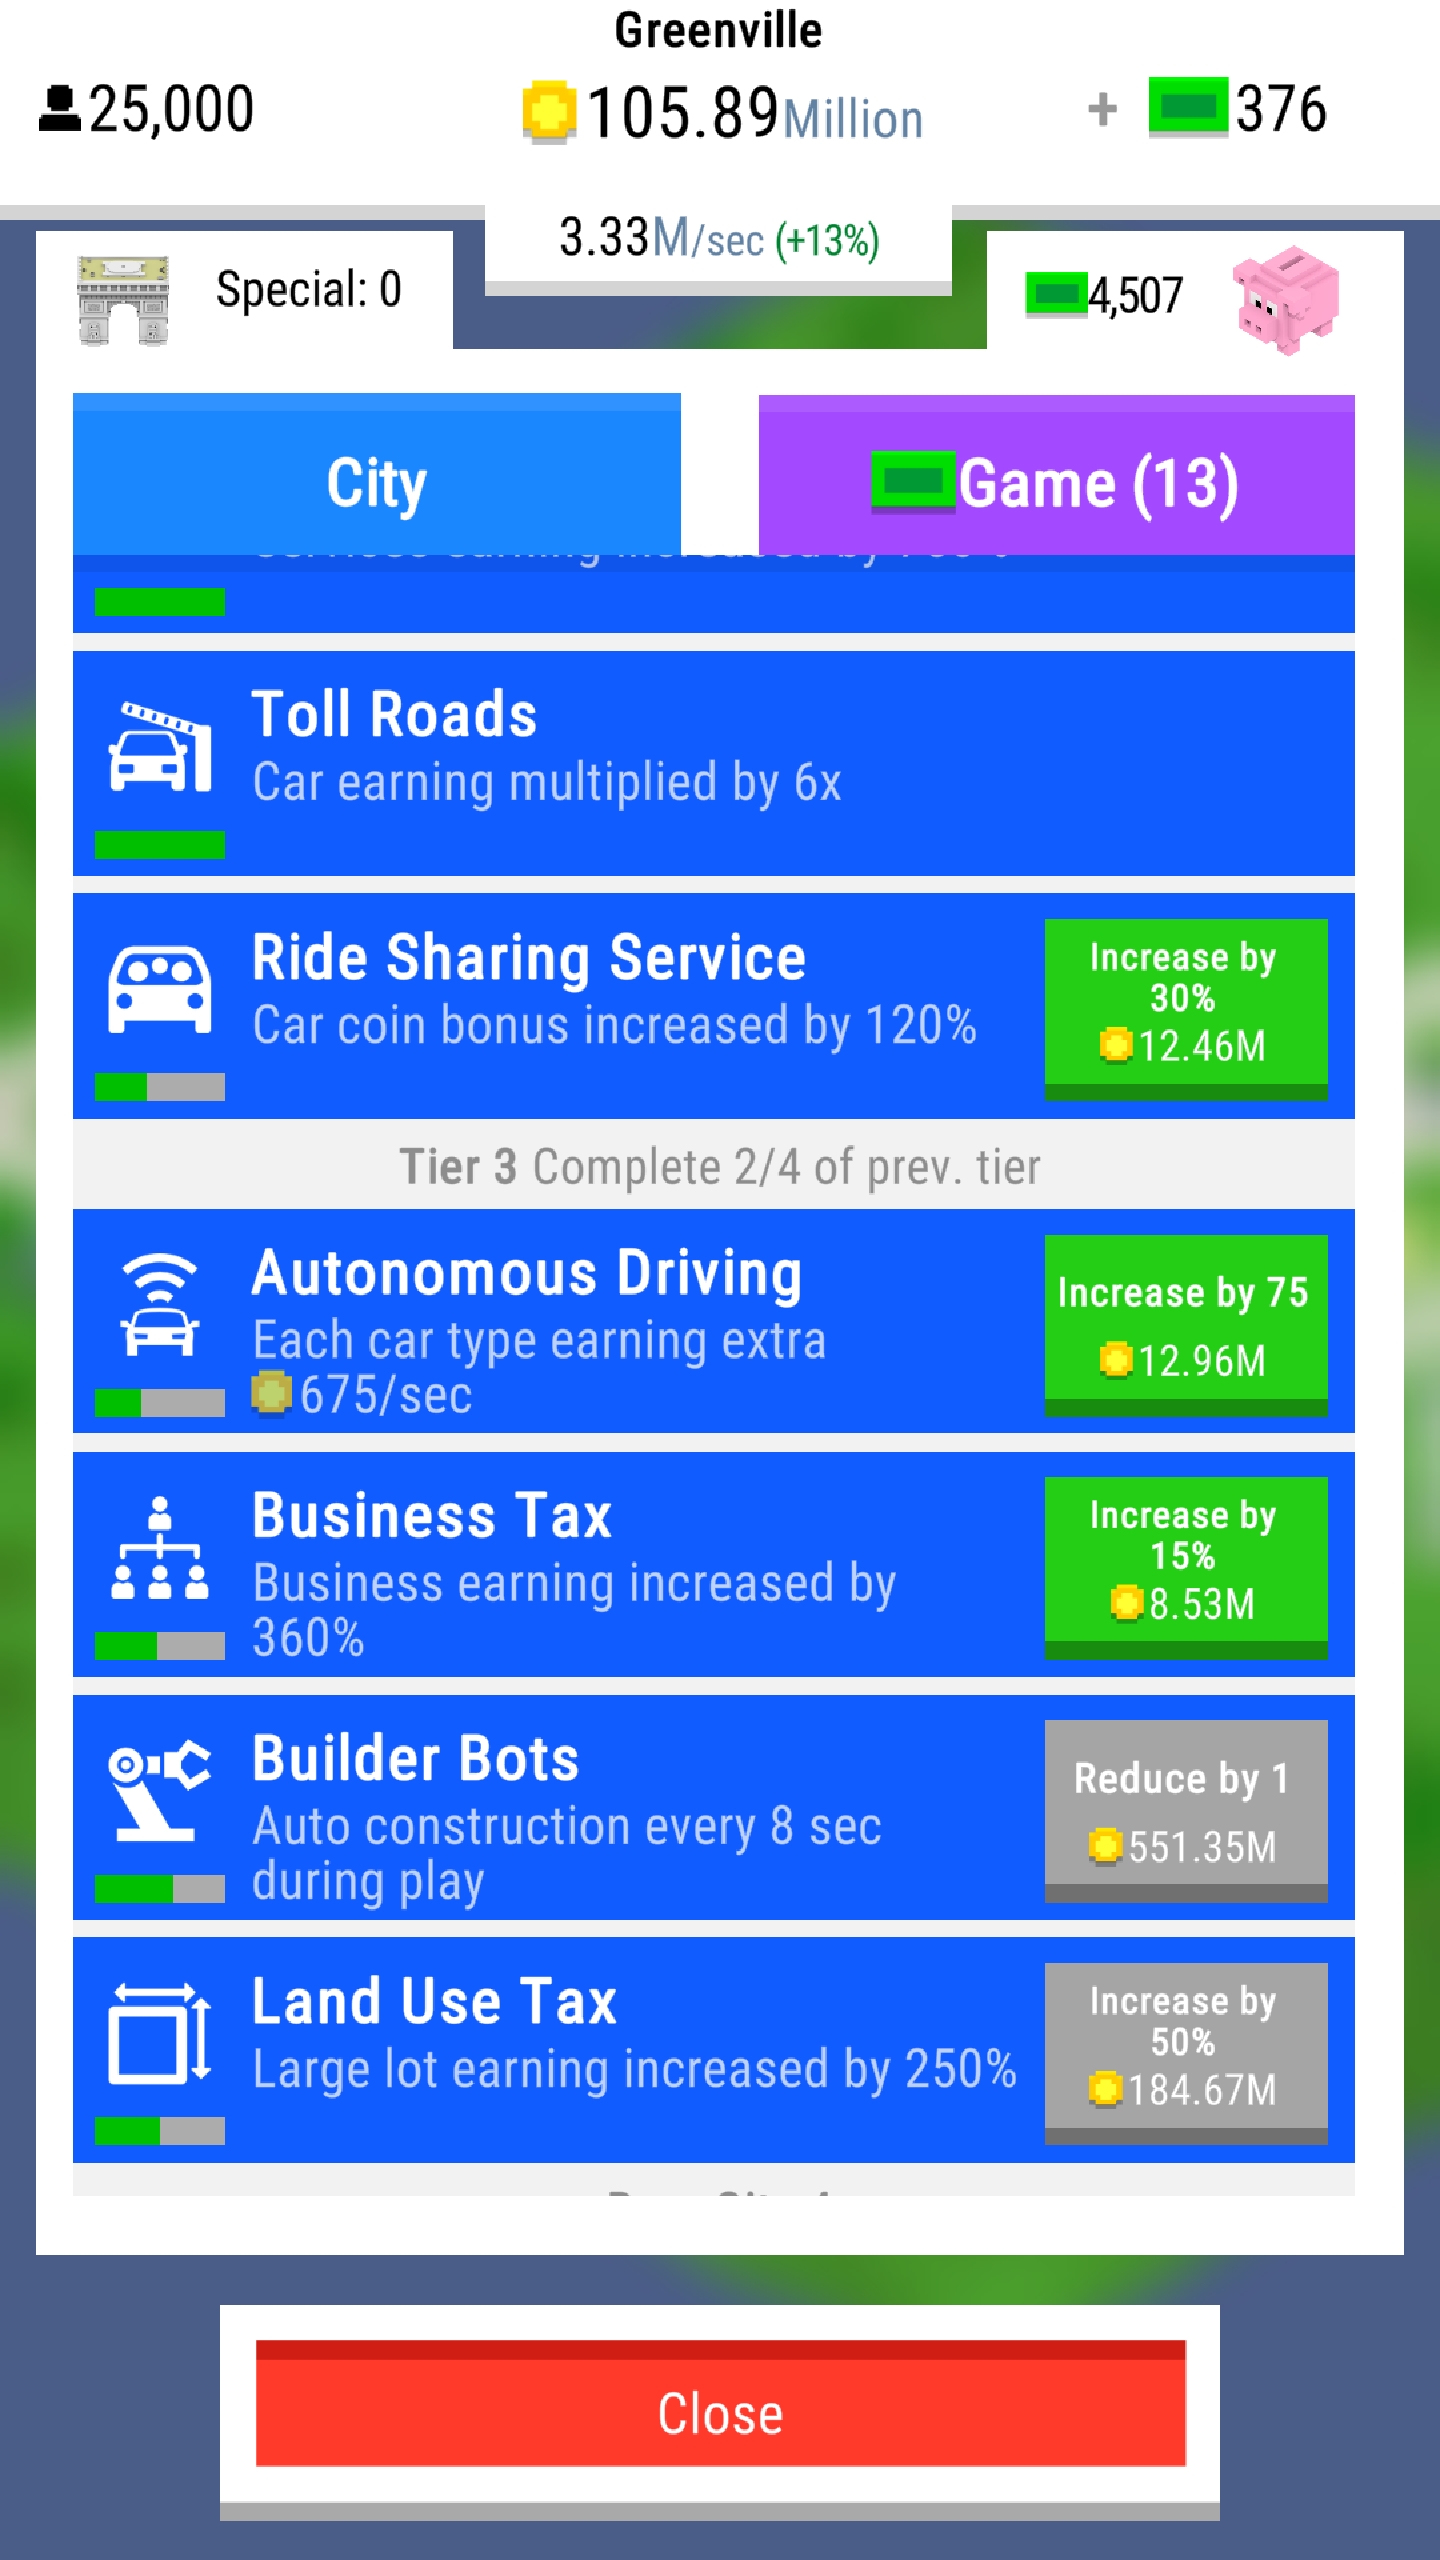 Greenville
25,000
105.89Million
+ 376
3.33M/sec (+13%)
Special: 0
4,507
City
Game (13)
Toll Roads
Car earning multiplied by 6x
Ride Sharing Service
Car coin bonus increased by 120%
Increase by
30%
12.46M
Tier 3 Complete 2/4 of prev. tier
Autonomous Driving
Each car type earning extra
675/sec
Increase by 75
12.96M
Business Tax
Business earning increased by
360%
Increase by
15%
8.53M
Builder Bots
Auto construction every 8 sec
during play
Reduce by 1
551.35M
Land Use Tax
Large lot earning increased by 250%
Increase by
50%
184.67M
Close